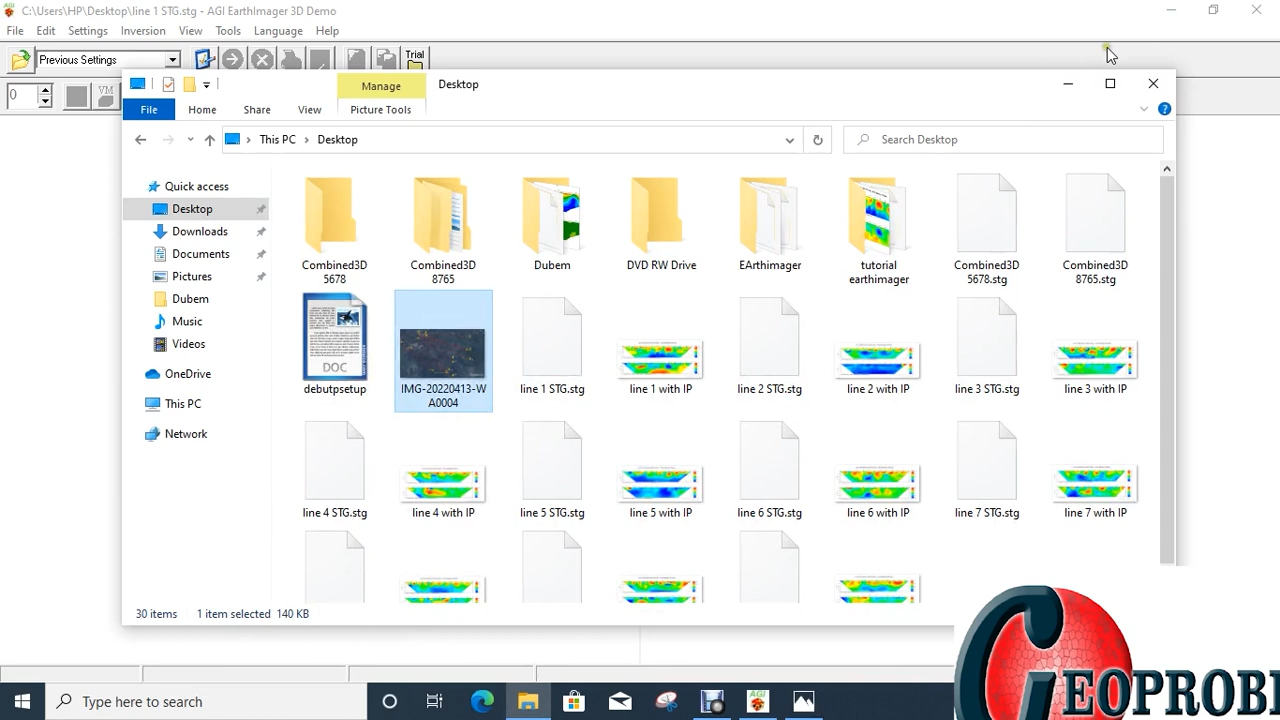 C:\Users\HP\Desktop\line 1 STG.stg - AGI EarthImager 3D Demo
File Edit Settings Inversion View Tools Language Help
Previous Settings
Trial
0
VM
Manage
Desktop
File Home Share View Picture Tools
This PC › Desktop
Search Desktop
Quick access
Desktop
Downloads
Documents
Pictures
Dubem
Music
Videos
OneDrive
This PC
Network
Combined3D 5678
Combined3D 8765
Dubem
DVD RW Drive
EArthimager
tutorial earthimager
Combined3D 5678.stg
Combined3D 8765.stg
DOC
debutpsetup
IMG-20220413-WA0004
line 1 STG.stg
line 1 with IP
line 2 STG.stg
line 2 with IP
line 3 STG.stg
line 3 with IP
line 4 STG.stg
line 4 with IP
line 5 STG.stg
line 5 with IP
line 6 STG.stg
line 6 with IP
line 7 STG.stg
line 7 with IP
30 items 1 item selected 140 KB
GEOPROBE
Type here to search
AGI